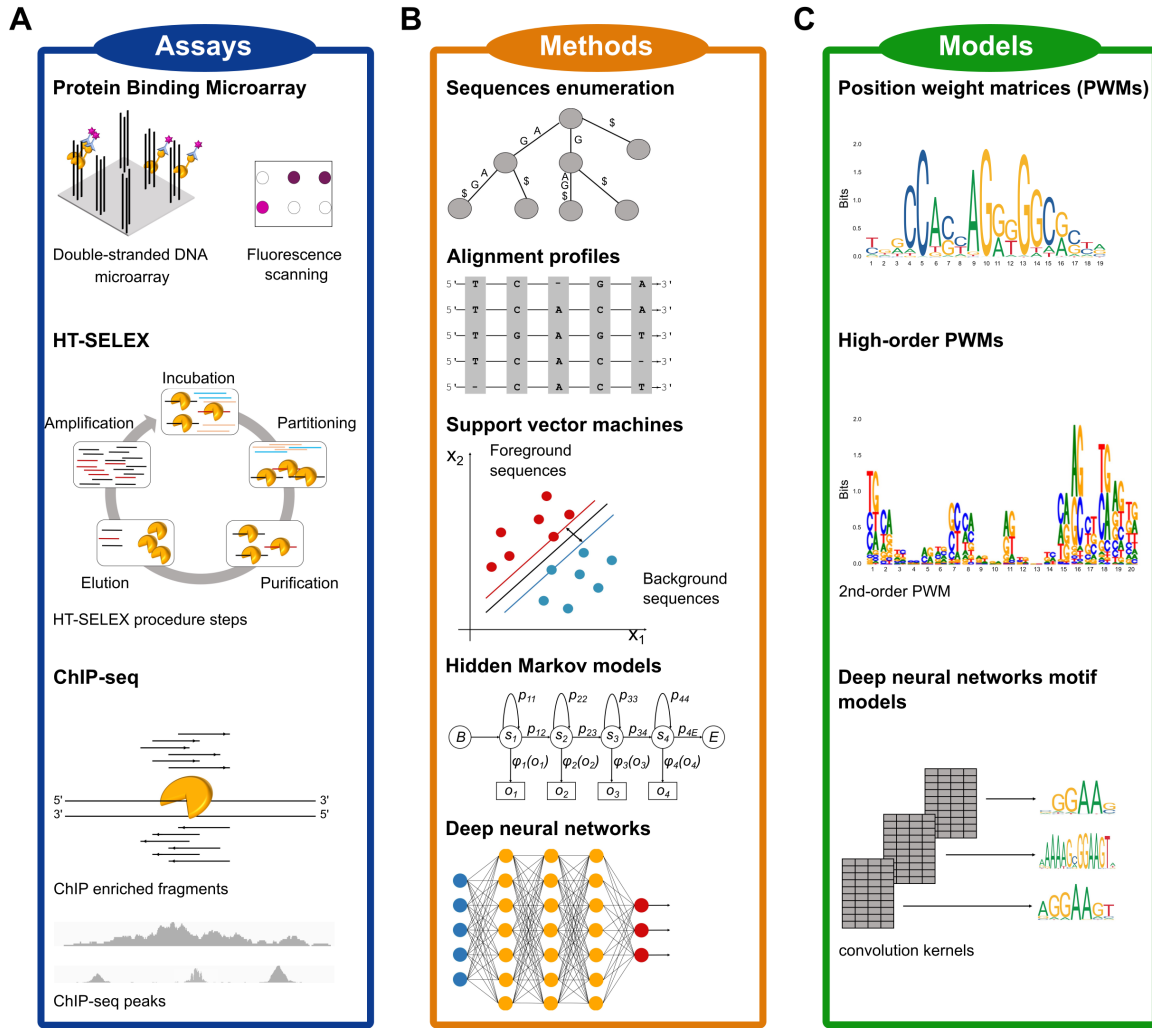 A
Assays
Protein Binding Microarray
Double-stranded DNA
microarray
Fluorescence
scanning
HT-SELEX
Incubation
Amplification
Partitioning
Elution
Purification
HT-SELEX procedure steps
ChIP-seq
5'
3'
3'
5'
ChIP enriched fragments
ChIP-seq peaks
B
Methods
Sequences enumeration
G A
G
$
$ G A
$
A G $
$
Alignment profiles
5' T C - G A 3'
5' T C A C A 3'
5' T G A G T 3'
5' T C A C - 3'
5' - C A C T 3'
Support vector machines
X2
Foreground
sequences
Background
sequences
X1
Hidden Markov models
p11 p22 p33 p44
B s1 p12 s2 p23 s3 p34 s4 p4E E
φ1(o1) φ2(o2) φ3(o3) φ4(o4)
o1 o2 o3 o4
Deep neural networks
C
Models
Position weight matrices (PWMs)
Bits
2.0
1.5
1.0
0.5
0.0
1 2 3 4 5 6 7 8 9 10 11 12 13 14 15 16 17 18 19
High-order PWMs
Bits
2.0
1.5
1.0
0.5
0.0
1 2 3 4 5 6 7 8 9 10 11 12 13 14 15 16 17 18 19 20
2nd-order PWM
Deep neural networks motif
models
GGAAG
AAAAGCGGAAGT
AGGAAGT
convolution kernels